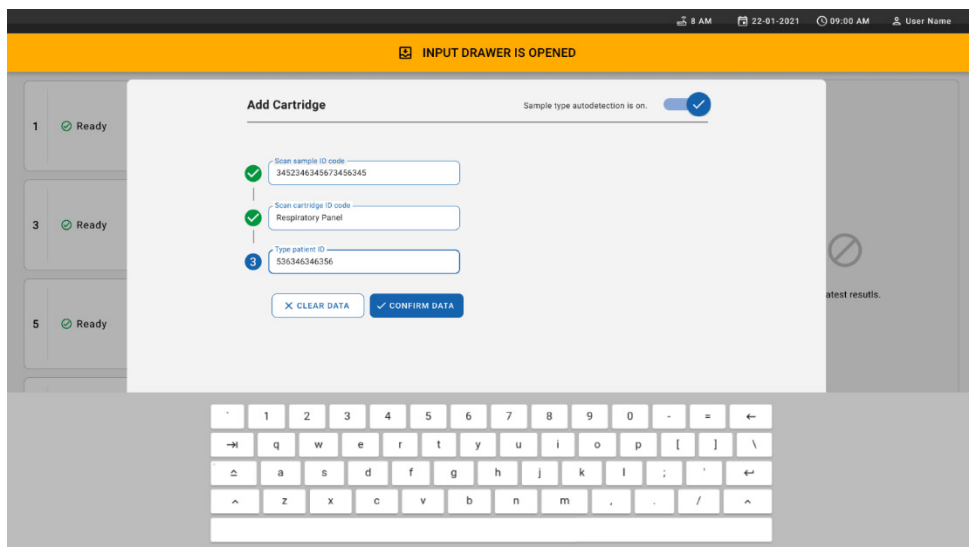 8 AM 22-01-2021 09:00 AM User Name
INPUT DRAWER IS OPENED
Add Cartridge
Sample type autodetection is on.
1 Ready
3 Ready
5 Ready
Scan sample ID code
3452346345673456345
Scan cartridge ID code
Respiratory Panel
3
Type patient ID
536346346356
CLEAR DATA CONFIRM DATA
atest resutls.
` 1 2 3 4 5 6 7 8 9 0 - =
q w e r t y u i o p [ ] \
a s d f g h j k l ; '
z x c v b n m , . /